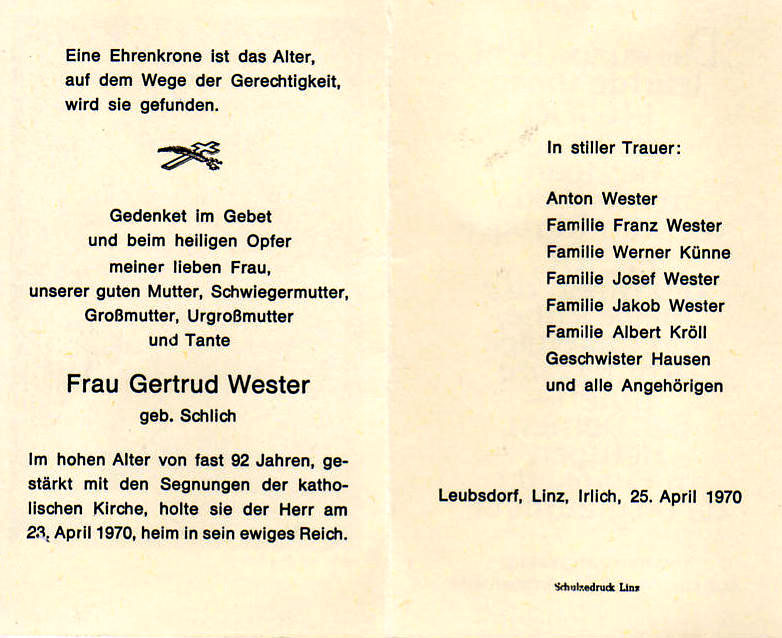 Eine Ehrenkrone ist das Alter,
auf dem Wege der Gerechtigkeit,
wird sie gefunden.
Gedenket im Gebet
und beim heiligen Opfer
meiner lieben Frau,
unserer guten Mutter, Schwiegermutter,
Großmutter, Urgroßmutter
und Tante
Frau Gertrud Wester
geb. Schlich
Im hohen Alter von fast 92 Jahren, ge-
stärkt mit den Segnungen der katho-
lischen Kirche, holte sie der Herr am
23. April 1970, heim in sein ewiges Reich.
In stiller Trauer:
Anton Wester
Familie Franz Wester
Familie Werner Künne
Familie Josef Wester
Familie Jakob Wester
Familie Albert Kröll
Geschwister Hausen
und alle Angehörigen
Leubsdorf, Linz, Irlich, 25. April 1970
Schulzedruck Linz